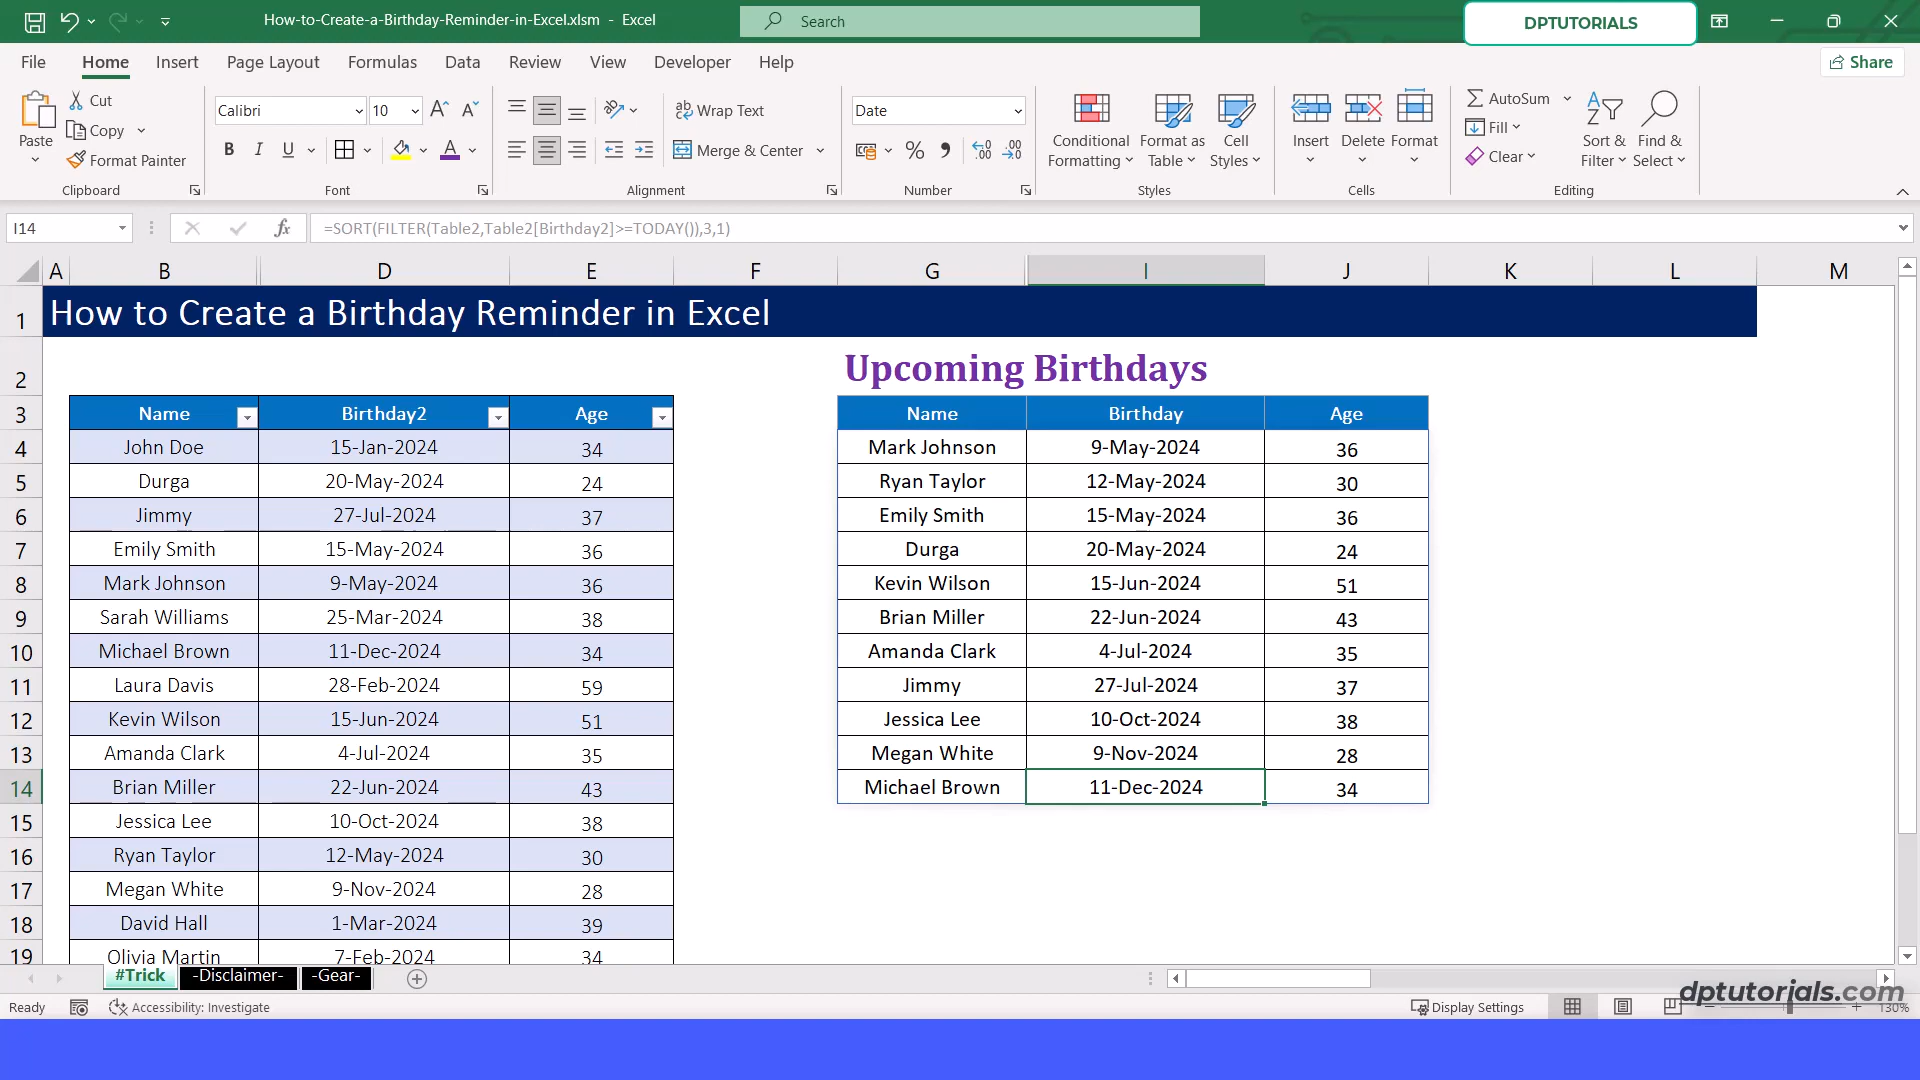 How-to-Create-a-Birthday-Reminder-in-Excel.xlsm - Excel
Search
DPTUTORIALS
File Home Insert Page Layout Formulas Data Review View Developer Help
Share
Paste
Cut
Copy
Format Painter
Clipboard
Calibri 10
B I U
Font
Wrap Text
Merge & Center
Alignment
Date
Number
Conditional Formatting
Format as Table
Cell Styles
Styles
Insert Delete Format
Cells
AutoSum
Fill
Clear
Sort & Filter
Find & Select
Editing
I14 fx =SORT(FILTER(Table2,Table2[Birthday2]>=TODAY()),3,1)
A B D E F G I J K L M
1 How to Create a Birthday Reminder in Excel
2 Upcoming Birthdays
3 Name Birthday2 Age Name Birthday Age
4 John Doe 15-Jan-2024 34 Mark Johnson 9-May-2024 36
5 Durga 20-May-2024 24 Ryan Taylor 12-May-2024 30
6 Jimmy 27-Jul-2024 37 Emily Smith 15-May-2024 36
7 Emily Smith 15-May-2024 36 Durga 20-May-2024 24
8 Mark Johnson 9-May-2024 36 Kevin Wilson 15-Jun-2024 51
9 Sarah Williams 25-Mar-2024 38 Brian Miller 22-Jun-2024 43
10 Michael Brown 11-Dec-2024 34 Amanda Clark 4-Jul-2024 35
11 Laura Davis 28-Feb-2024 59 Jimmy 27-Jul-2024 37
12 Kevin Wilson 15-Jun-2024 51 Jessica Lee 10-Oct-2024 38
13 Amanda Clark 4-Jul-2024 35 Megan White 9-Nov-2024 28
14 Brian Miller 22-Jun-2024 43 Michael Brown 11-Dec-2024 34
15 Jessica Lee 10-Oct-2024 38
16 Ryan Taylor 12-May-2024 30
17 Megan White 9-Nov-2024 28
18 David Hall 1-Mar-2024 39
19 Olivia Martin 7-Feb-2024 34
#Trick -Disclaimer- -Gear-
dptutorials.com
Ready Accessibility: Investigate Display Settings 130%